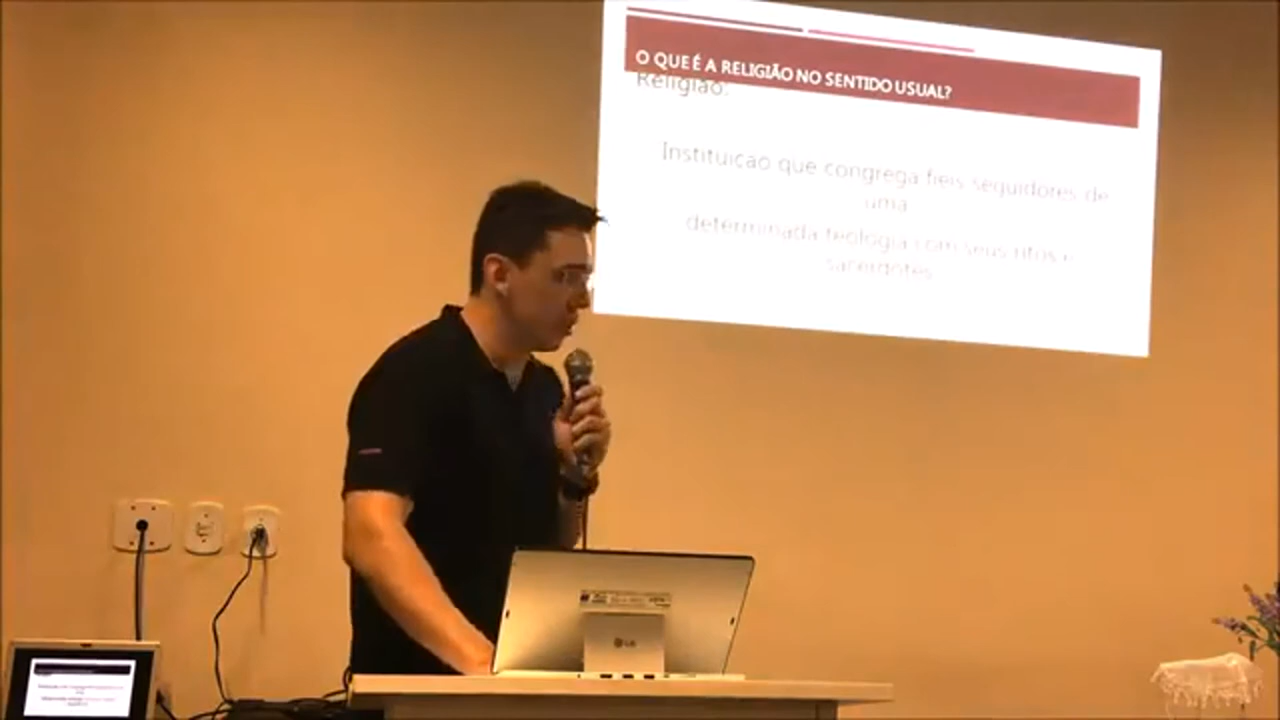 O QUE É A RELIGIÃO NO SENTIDO USUAL?
Religião:
Instituicao que congrega fieis seguidores de
uma
determinada teologia com seus ritos e
sacerdotes
LG